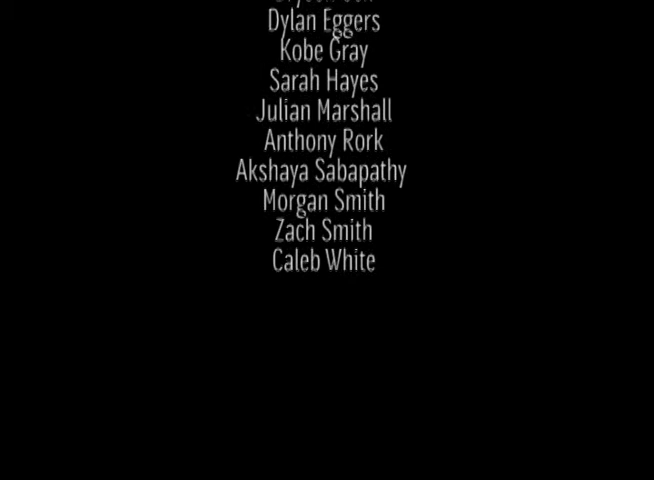 Dylan Eggers
Kobe Gray
Sarah Hayes
Julian Marshall
Anthony Rork
Akshaya Sabapathy
Morgan Smith
Zach Smith
Caleb White